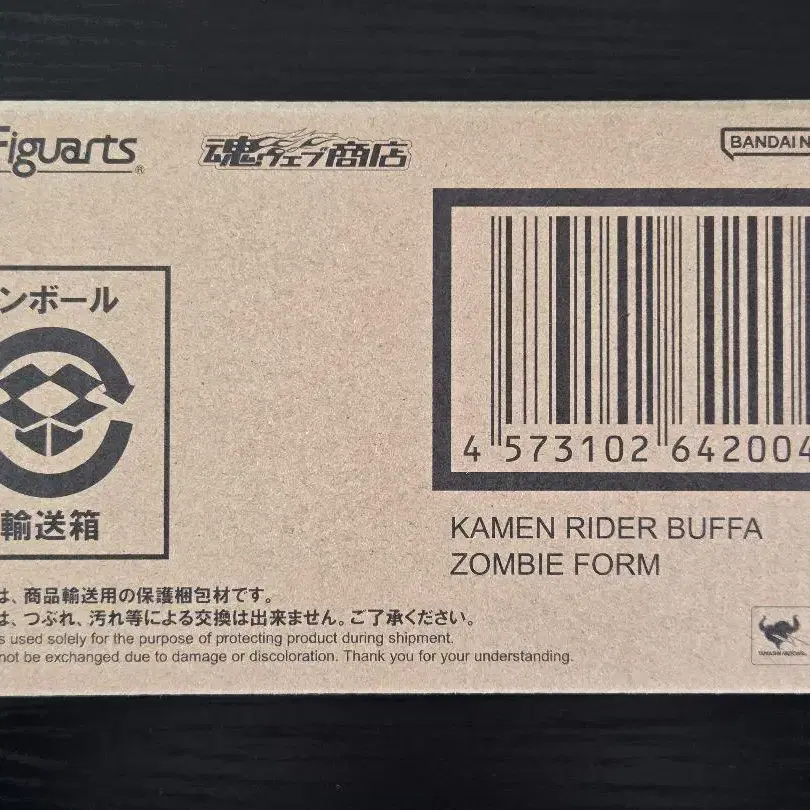 Figuarts®
魂ウェブ商店
BANDAI N
ンボール
輸送箱
4 573102 642004
KAMEN RIDER BUFFA
ZOMBIE FORM
は、商品輸送用の保護梱包材です。
は、つぶれ、汚れ等による交換は出来ません。ご了承ください。
s used solely for the purpose of protecting product during shipment.
not be exchanged due to damage or discoloration. Thank you for your understanding.
TAMASHII NATIONS